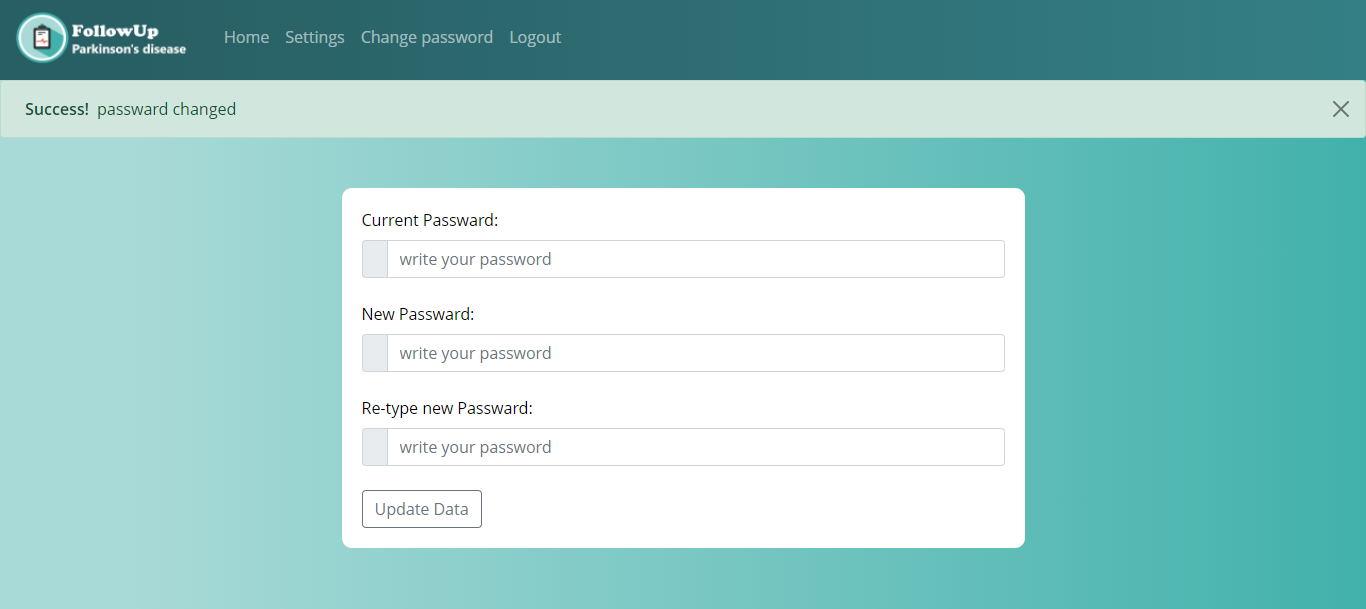 FollowUp
Parkinson's disease
Home Settings Change password Logout
Success! passward changed
Current Passward:
write your password
New Passward:
write your password
Re-type new Passward:
write your password
Update Data